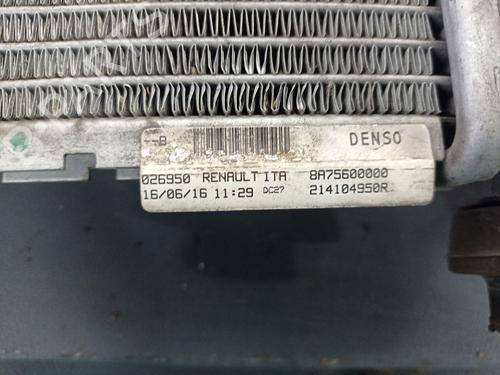 B
DENSO
026950 RENAULT ITA 8A75600000
16/06/16 11:29 DC27 214104950R